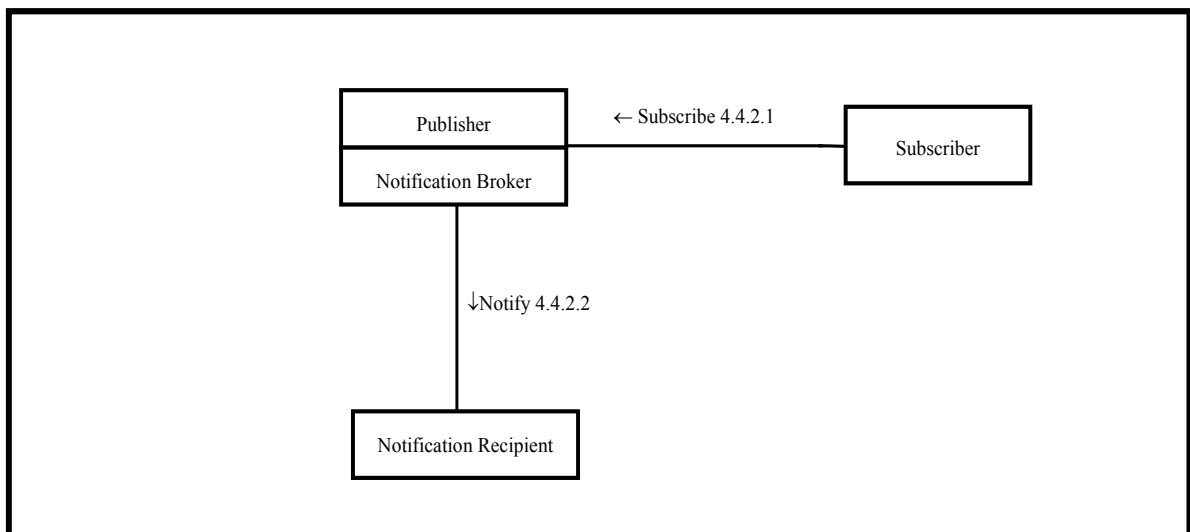 Publisher
← Subscribe 4.4.2.1
Subscriber
Notification Broker
↓Notify 4.4.2.2
Notification Recipient